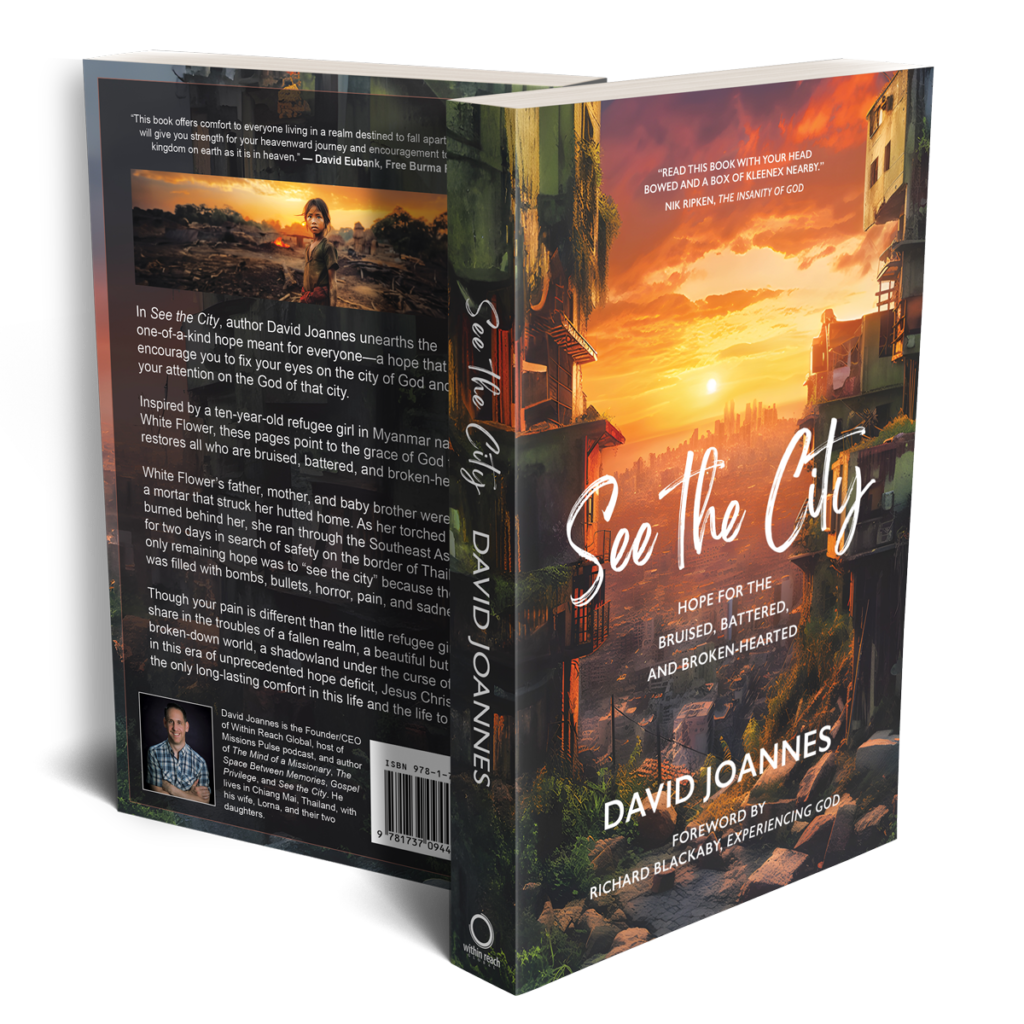 "This book offers comfort to everyone living in a realm destined to fall apart
will give you strength for your heavenward journey and encouragement to
kingdom on earth as it is in heaven." — David Eubank, Free Burma
In See the City, author David Joannes unearths the
one-of-a-kind hope meant for everyone—a hope that
encourage you to fix your eyes on the city of God and
your attention on the God of that city.
Inspired by a ten-year-old refugee girl in Myanmar na
White Flower, these pages point to the grace of God
restores all who are bruised, battered, and broken-he
White Flower's father, mother, and baby brother were
a mortar that struck her hutted home. As her torched
burned behind her, she ran through the Southeast As
for two days in search of safety on the border of Thai
only remaining hope was to "see the city" because the
was filled with bombs, bullets, horror, pain, and sadne
Though your pain is different than the little refugee gi
share in the troubles of a fallen realm, a beautiful but
broken-down world, a shadowland under the curse of
in this era of unprecedented hope deficit, Jesus Chris
the only long-lasting comfort in this life and the life to
David Joannes is the Founder/CEO
of Within Reach Global, host of
Missions Pulse podcast, and author
of The Mind of a Missionary, The
Space Between Memories, Gospel
Privilege, and See the City. He
lives in Chiang Mai, Thailand, with
his wife, Lorna, and their two
daughters.
ISBN 978-1-7
9 781737 0944
See the City DAVID JOANNES
within reach
"READ THIS BOOK WITH YOUR HEAD
BOWED AND A BOX OF KLEENEX NEARBY."
NIK RIPKEN, THE INSANITY OF GOD
See the City
HOPE FOR THE
BRUISED, BATTERED,
AND BROKEN-HEARTED
DAVID JOANNES
FOREWORD BY
RICHARD BLACKABY, EXPERIENCING GOD